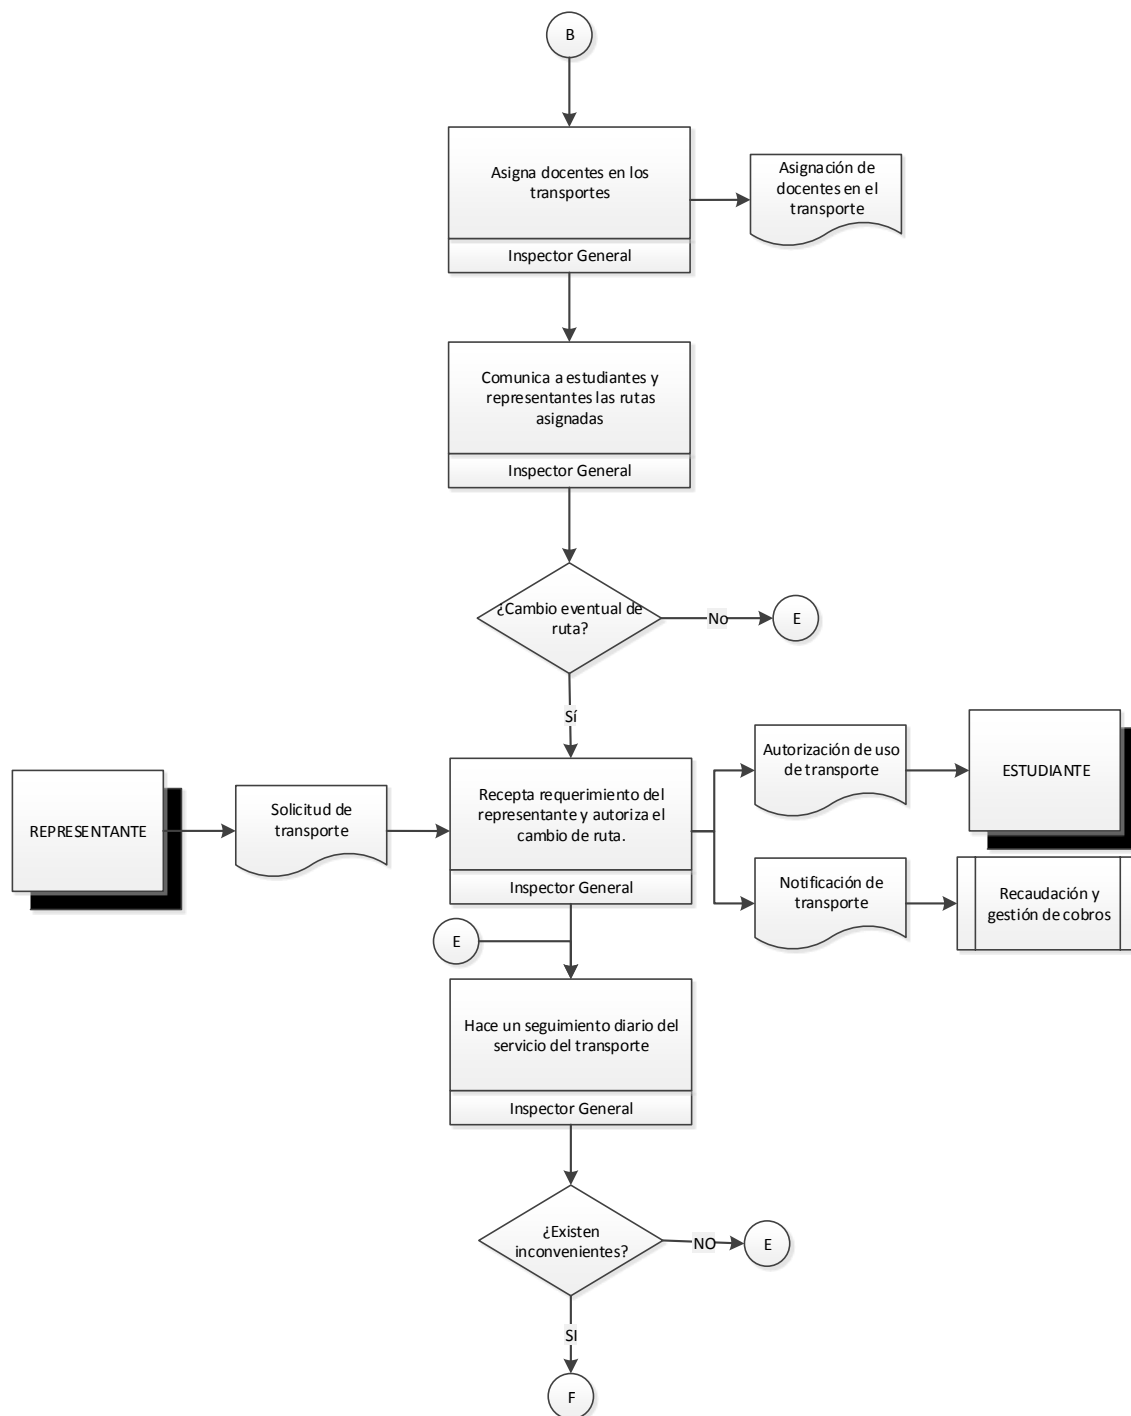 B
Asigna docentes en los
transportes
Inspector General
Asignación de
docentes en el
transporte
Comunica a estudiantes y
representantes las rutas
asignadas
Inspector General
¿Cambio eventual de
ruta?
No
E
Sí
REPRESENTANTE
Solicitud de
transporte
Recepta requerimiento del
representante y autoriza el
cambio de ruta.
Inspector General
Autorización de uso
de transporte
ESTUDIANTE
Notificación de
transporte
Recaudación y
gestión de cobros
E
Hace un seguimiento diario del
servicio del transporte
Inspector General
¿Existen
inconvenientes?
NO
E
SI
F